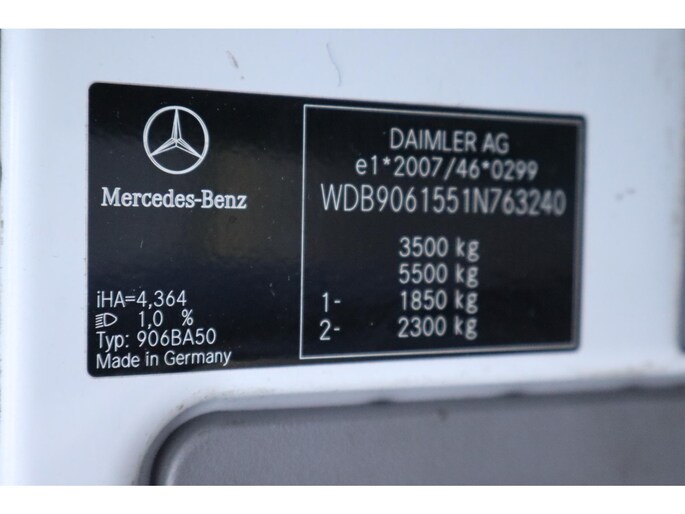 Mercedes-Benz
iHA=4,364
1,0 %
Typ: 906BA50
Made in Germany
DAIMLER AG
e1*2007/46*0299
WDB9061551N763240
3500 kg
5500 kg
1- 1850 kg
2- 2300 kg